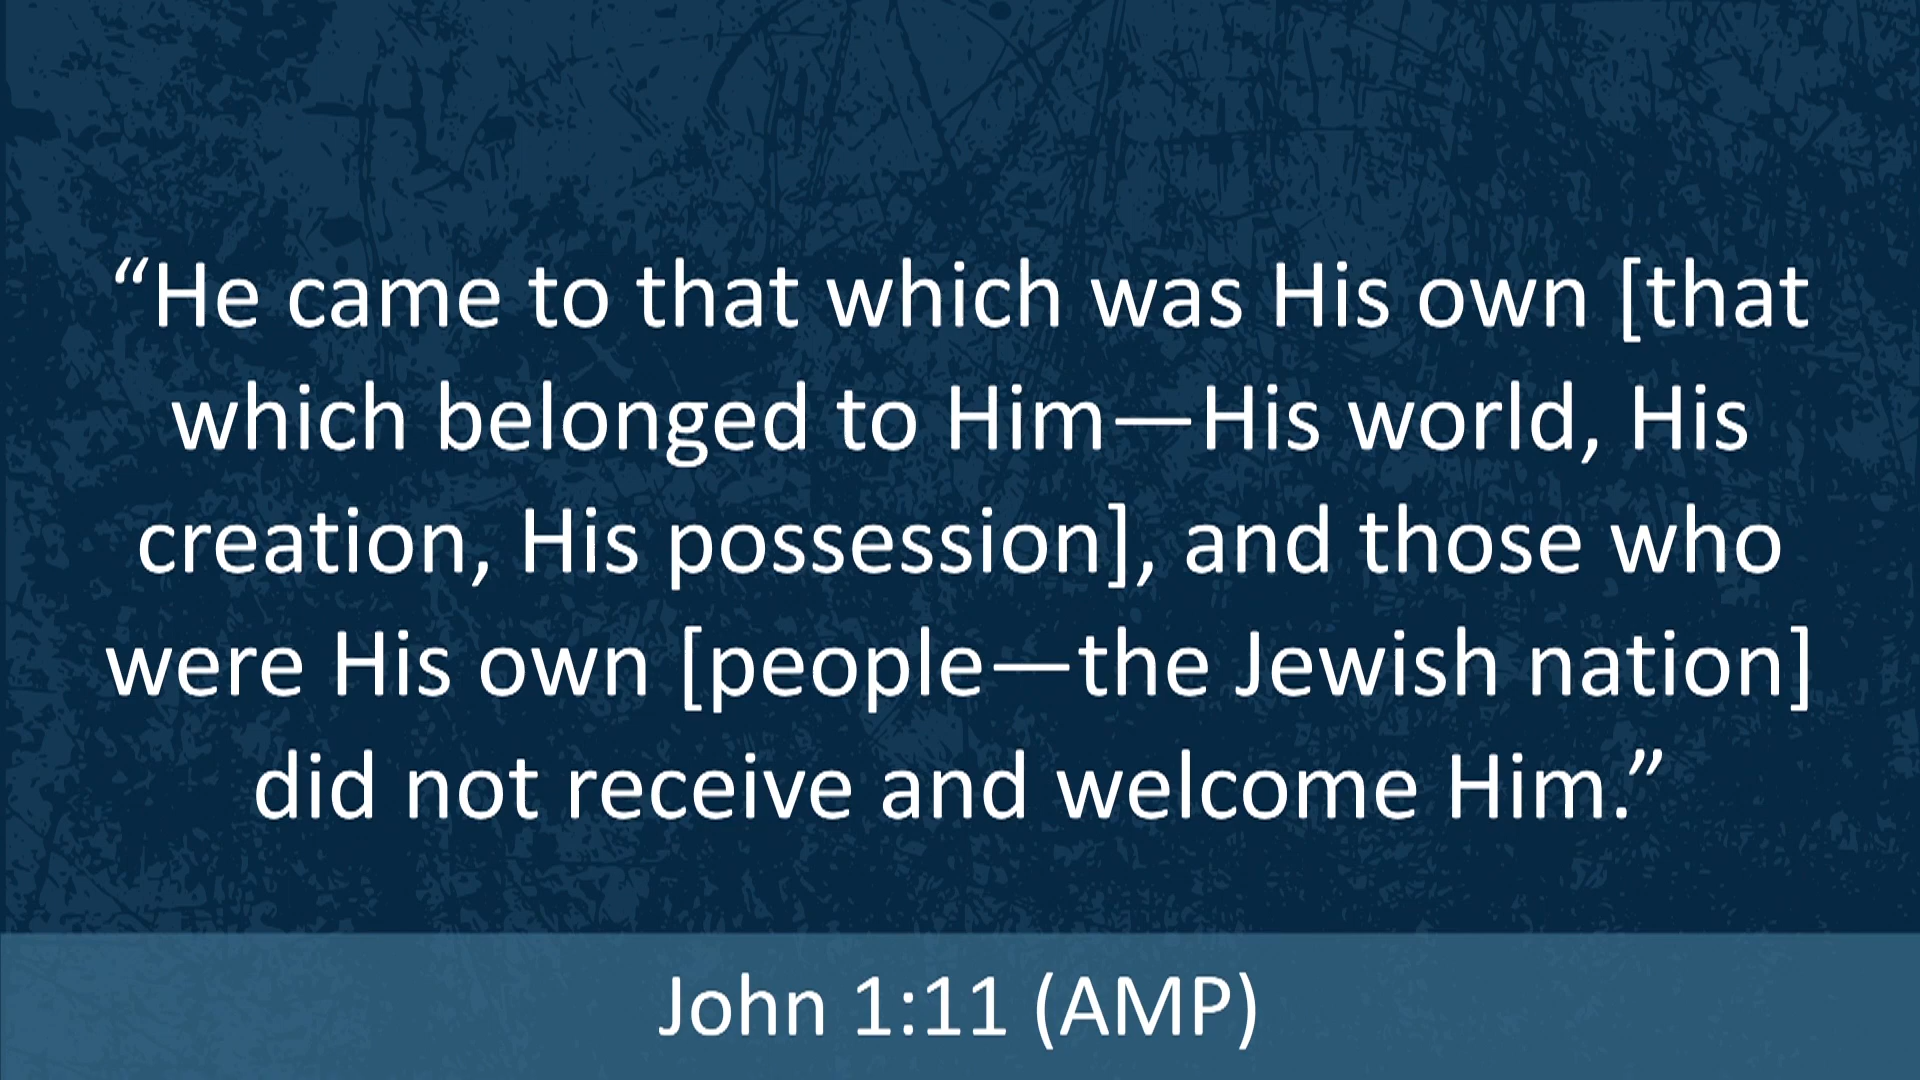 “He came to that which was His own [that
which belonged to Him—His world, His
creation, His possession], and those who
were His own [people—the Jewish nation]
did not receive and welcome Him.”
John 1:11 (AMP)